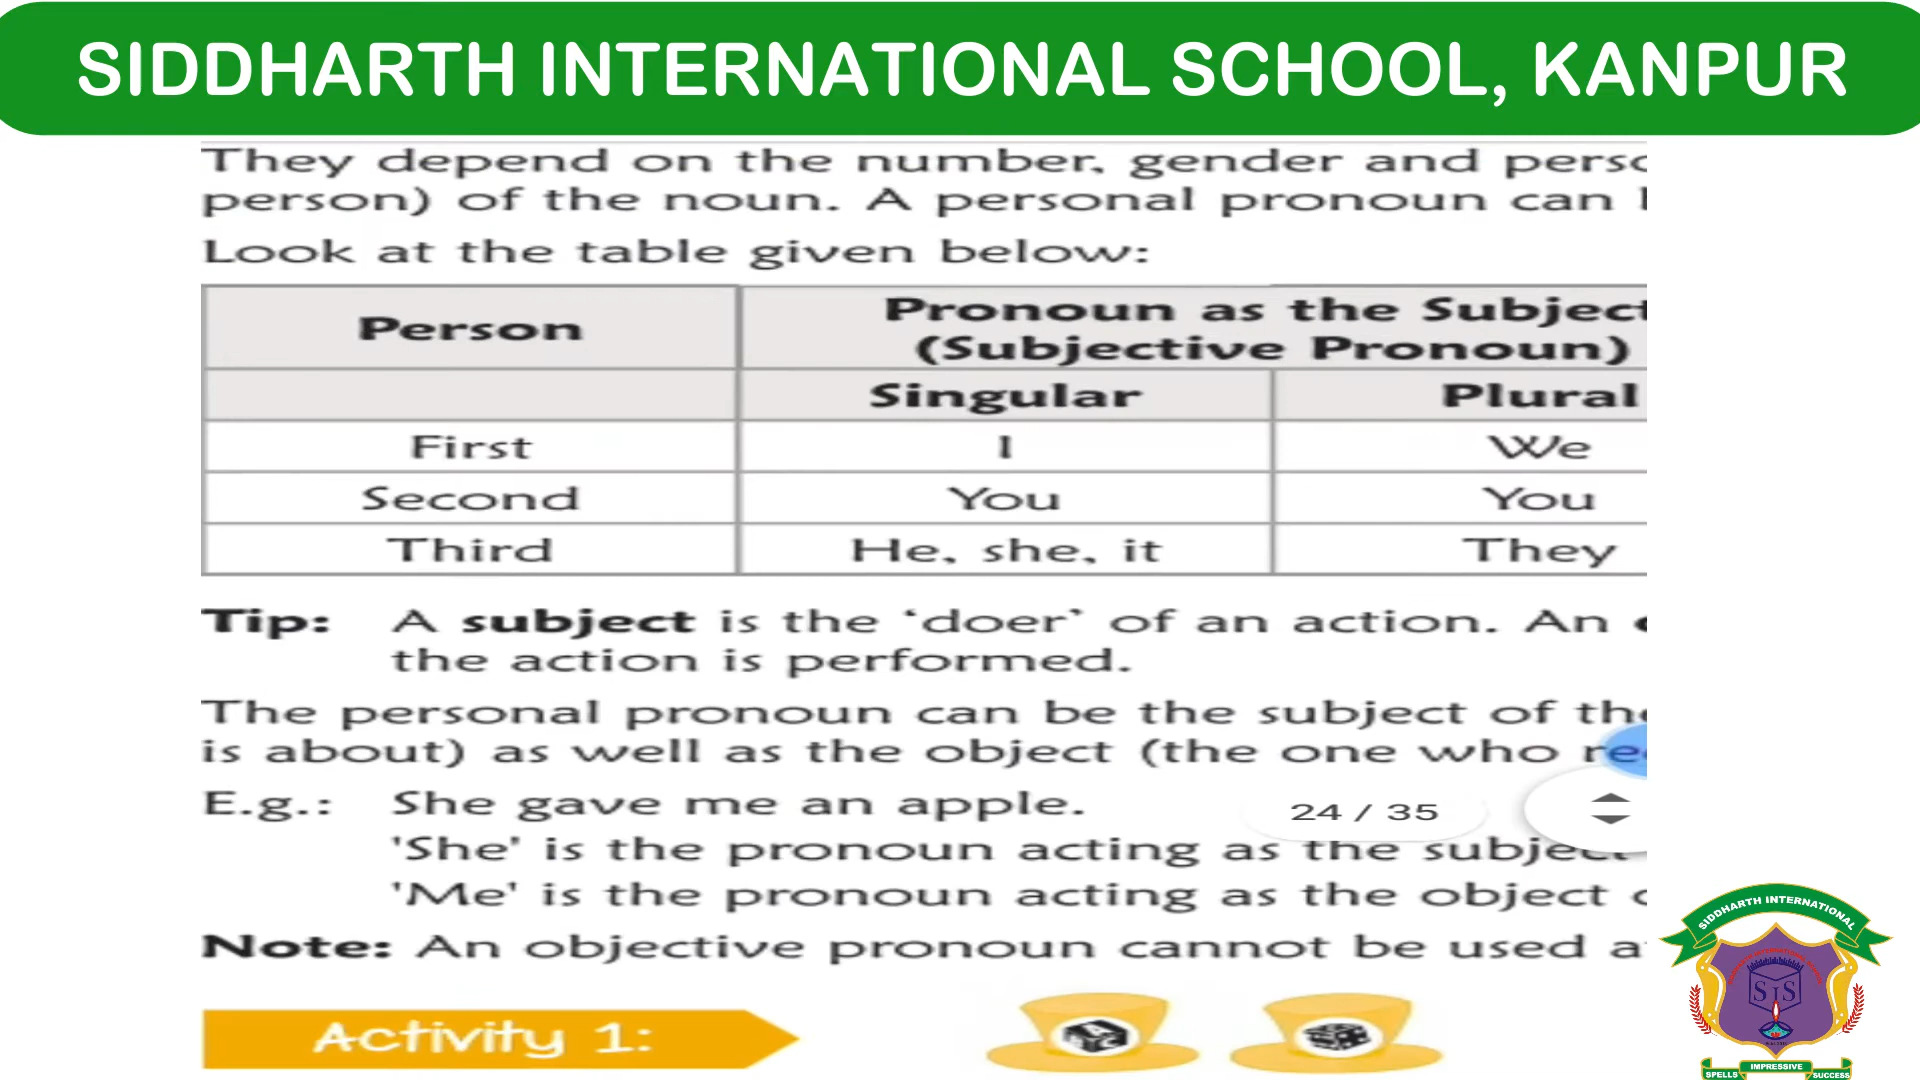 SIDDHARTH INTERNATIONAL SCHOOL, KANPUR
They depend on the number, gender and
person) of the noun. A personal pronoun can
Look at the table given below:
Person Pronoun as the Subject
(Subjective Pronoun)
Singular Plural
First I We
Second You You
Third He, she, it They
Tip: A subject is the ‘doer’ of an action. An
the action is performed.
The personal pronoun can be the subject of
is about) as well as the object (the one who
E.g.: She gave me an apple.
24 / 35
'She' is the pronoun acting as the subject
'Me' is the pronoun acting as the object
Note: An objective pronoun cannot be used
Activity 1:
SIDDHARTH INTERNATIONAL
SIS
SPELLS IMPRESSIVE SUCCESS